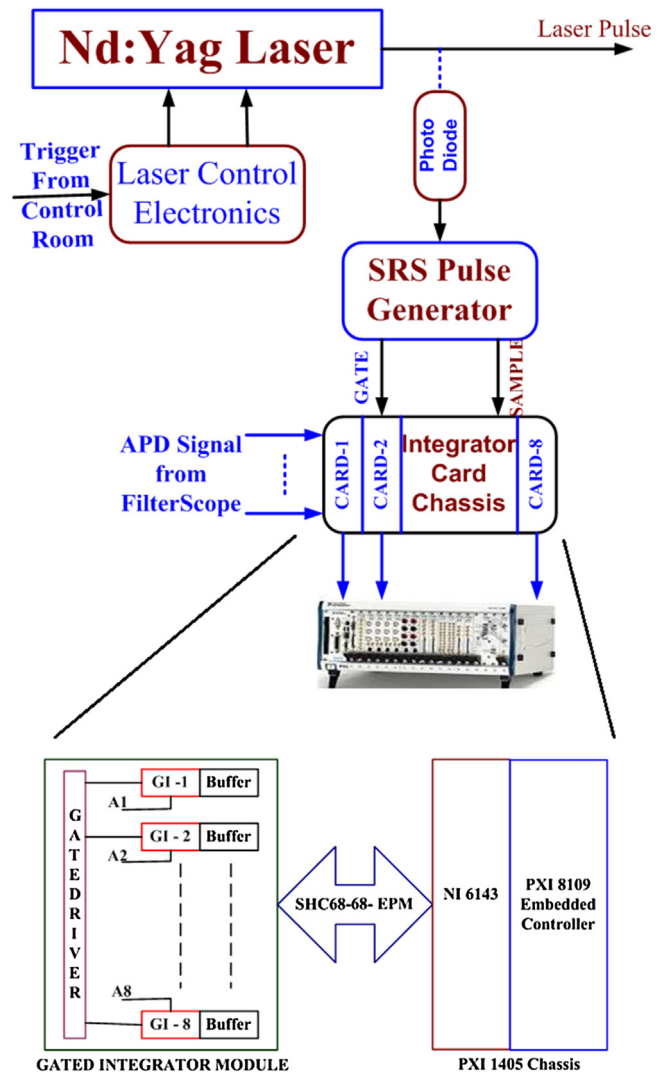 Nd:Yag Laser
Laser Pulse
Photo
Diode
Trigger
From
Control
Room
Laser Control
Electronics
SRS Pulse
Generator
GATE
SAMPLE
APD Signal
from
FilterScope
CARD-1
CARD-2
Integrator
Card
Chassis
CARD-8
GATEDRIVER
GI -1
Buffer
A1
GI - 2
Buffer
A2
A8
GI - 8
Buffer
GATED INTEGRATOR MODULE
SHC68-68- EPM
NI 6143
PXI 8109
Embedded
Controller
PXI 1405 Chassis